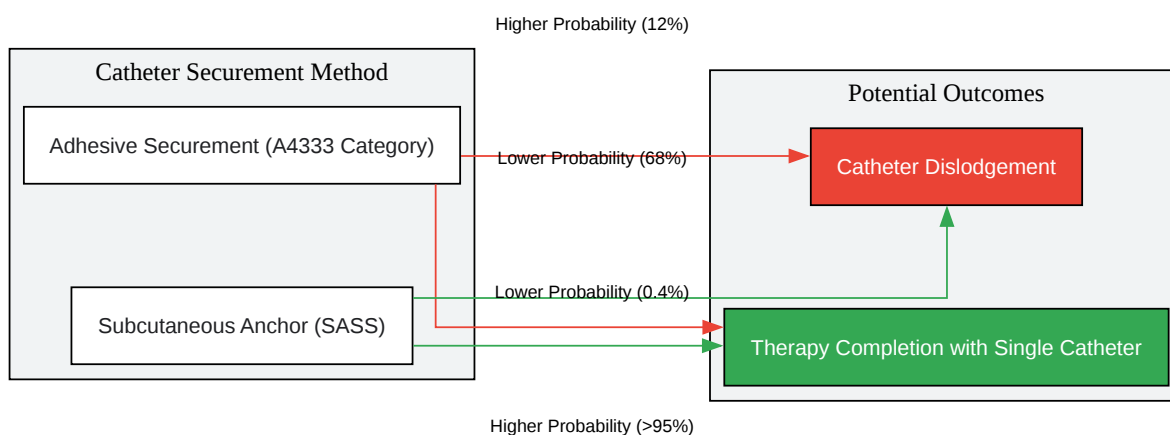 Higher Probability (12%)
Catheter Securement Method
Potential Outcomes
Adhesive Securement (A4333 Category)
Lower Probability (68%)
Catheter Dislodgement
Lower Probability (0.4%)
Subcutaneous Anchor (SASS)
Therapy Completion with Single Catheter
Higher Probability (>95%)